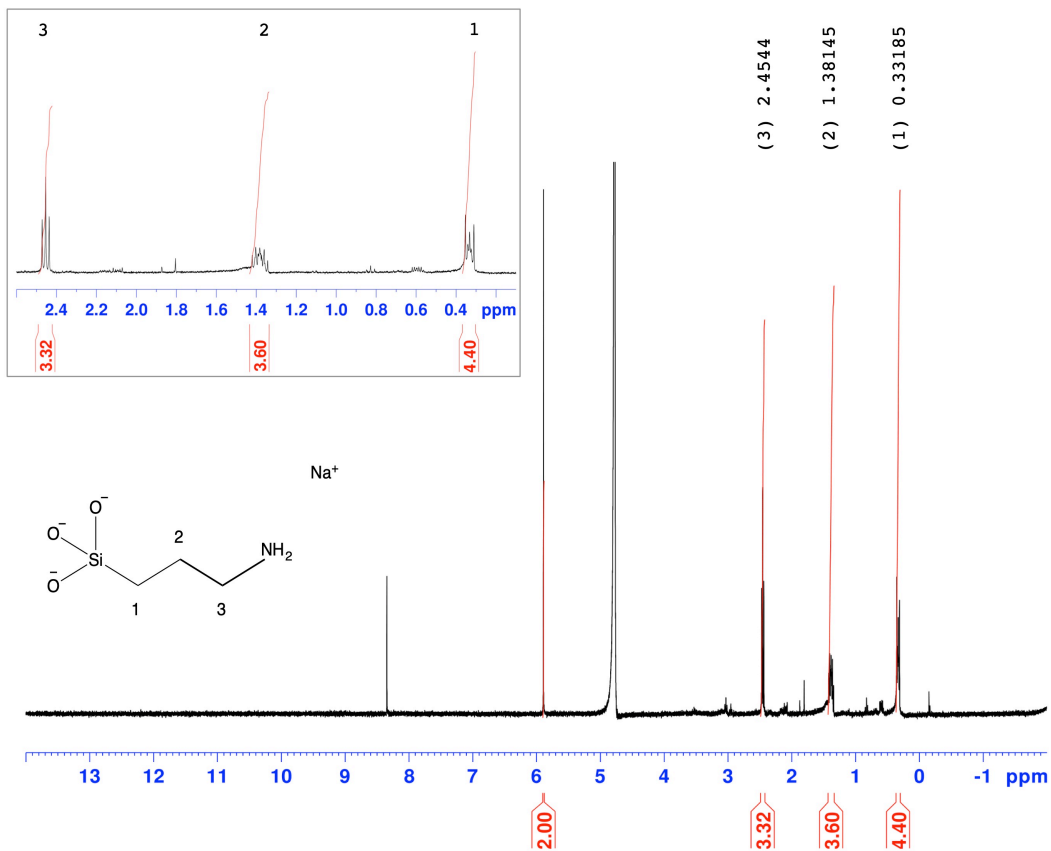 3 2 1
2.4 2.2 2.0 1.8 1.6 1.4 1.2 1.0 0.8 0.6 0.4 ppm
3.32 3.60 4.40
(3) 2.4544
(2) 1.38145
(1) 0.33185
Na⁺
O⁻
O⁻ 2 NH₂
Si
O⁻
1 3
13 12 11 10 9 8 7 6 5 4 3 2 1 0 -1 ppm
2.00 3.32 3.60 4.40